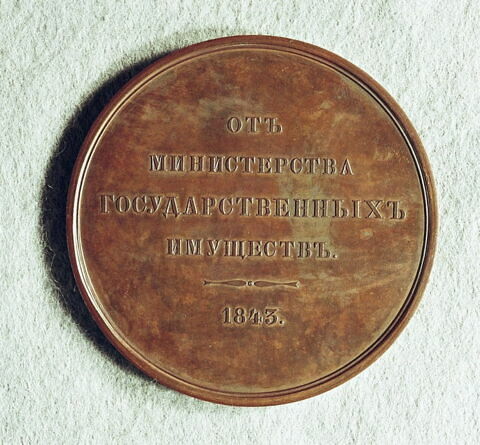 ОТЪ
МИНИСТЕРСТВА
ГОСУДАРСТВЕННЫХЪ
ИМУЩЕСТВЪ.
1843.